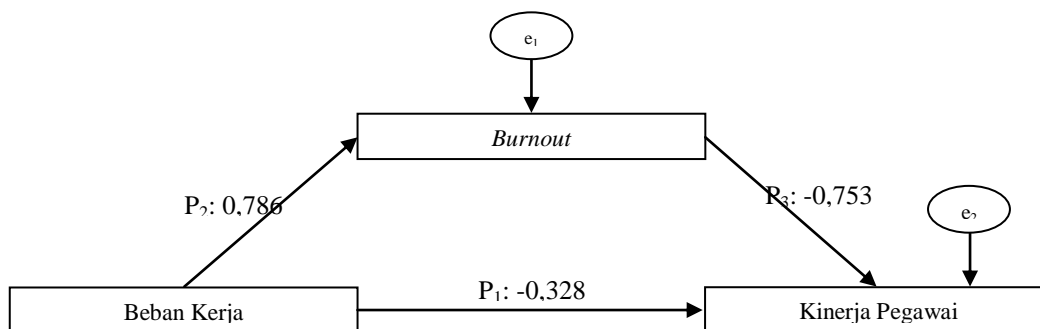 e₁
Burnout
P₂: 0,786
P₃: -0,753
e₂
P₁: -0,328
Beban Kerja
Kinerja Pegawai